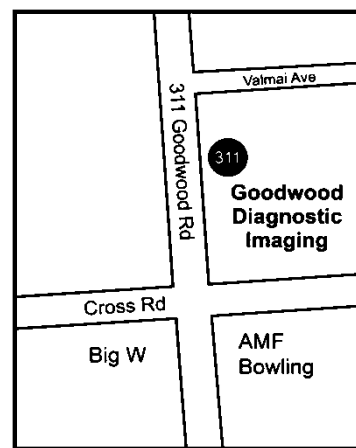 Valmai Ave
311 Goodwood Rd
311
Goodwood
Diagnostic
Imaging
Cross Rd
Big W
AMF
Bowling